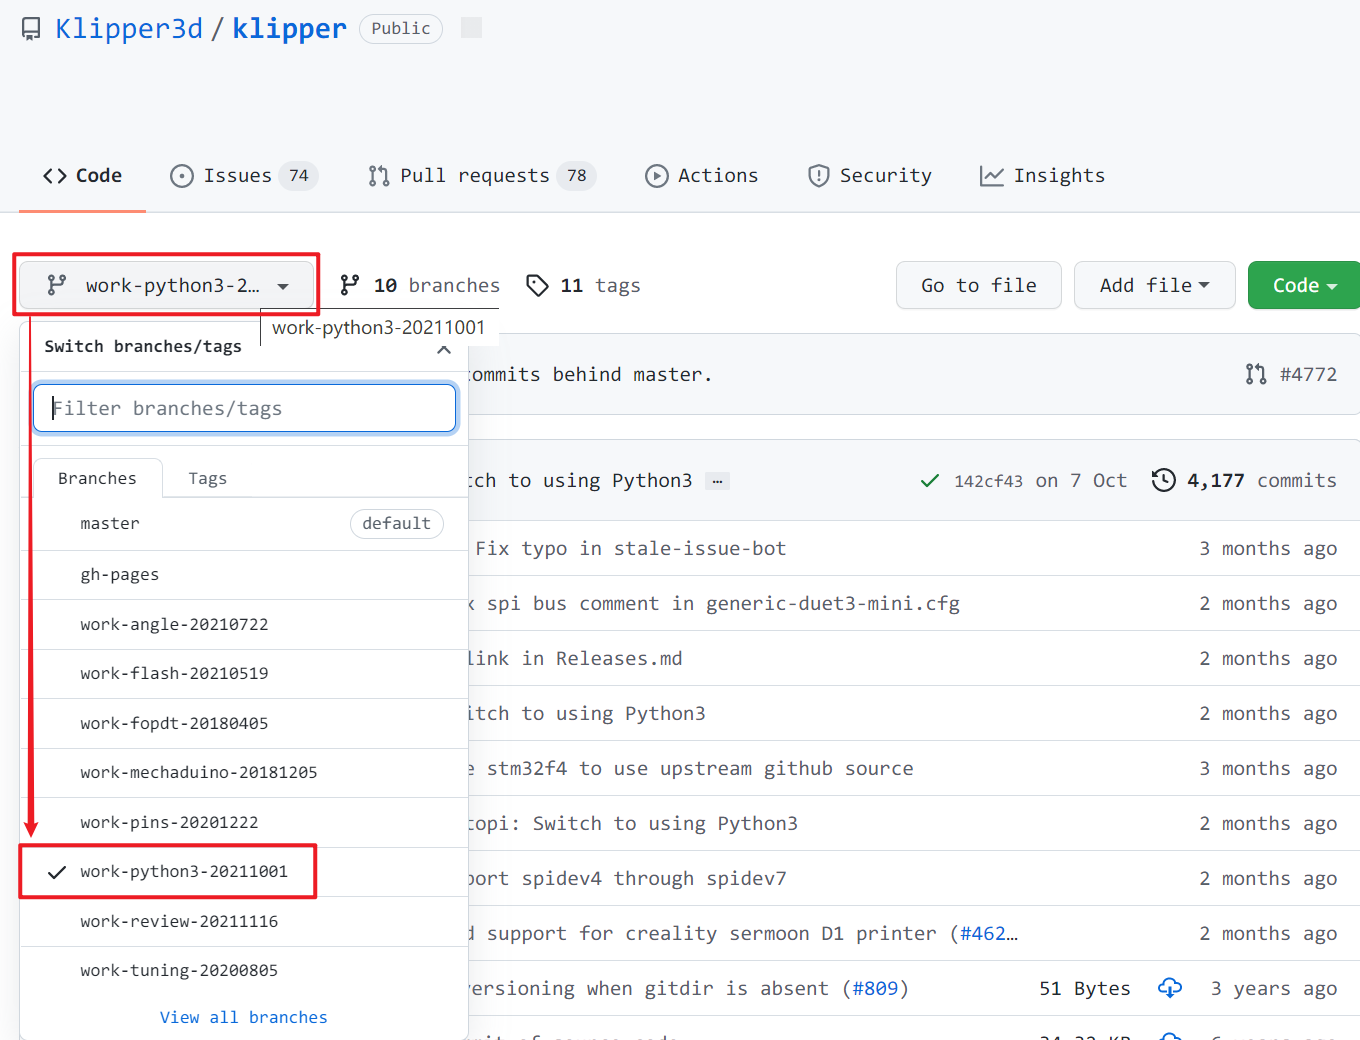 Klipper3d / klipper Public
Code Issues 74 Pull requests 78 Actions Security Insights
work-python3-2… 10 branches 11 tags Go to file Add file Code
work-python3-20211001
Switch branches/tags
commits behind master. #4772
Filter branches/tags
Branches Tags
to using Python3 … 142cf43 on 7 Oct 4,177 commits
master default
Fix typo in stale-issue-bot 3 months ago
gh-pages
spi bus comment in generic-duet3-mini.cfg 2 months ago
work-angle-20210722
link in Releases.md 2 months ago
work-flash-20210519
to using Python3 2 months ago
work-fopdt-20180405
stm32f4 to use upstream github source 3 months ago
work-mechaduino-20181205
work-pins-20201222
Switch to using Python3 2 months ago
work-python3-20211001
spidev4 through spidev7 2 months ago
work-review-20211116
support for creality sermoon D1 printer (#462… 2 months ago
work-tuning-20200805
versioning when gitdir is absent (#809) 51 Bytes 3 years ago
View all branches